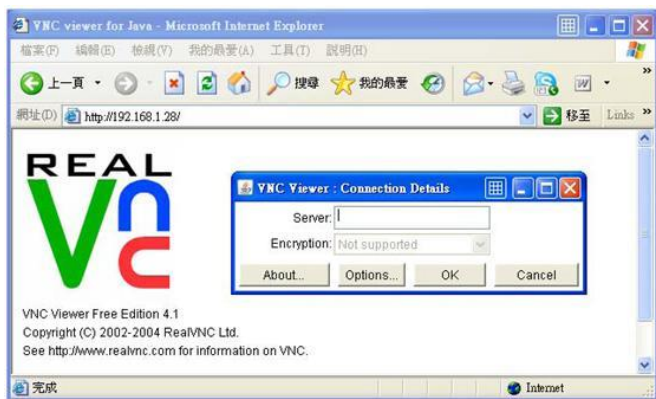 VNC viewer for Java - Microsoft Internet Explorer
檔案(F) 編輯(E) 檢視(V) 我的最愛(A) 工具(T) 說明(H)
上一頁 搜尋 我的最愛 W »
網址(D) http://192.168.1.28/ 移至 Links »
REAL
Vnc
VNC Viewer : Connection Details
Server:
Encryption: Not supported
About... Options... OK Cancel
VNC Viewer Free Edition 4.1
Copyright (C) 2002-2004 RealVNC Ltd.
See http://www.realvnc.com for information on VNC.
完成 Internet